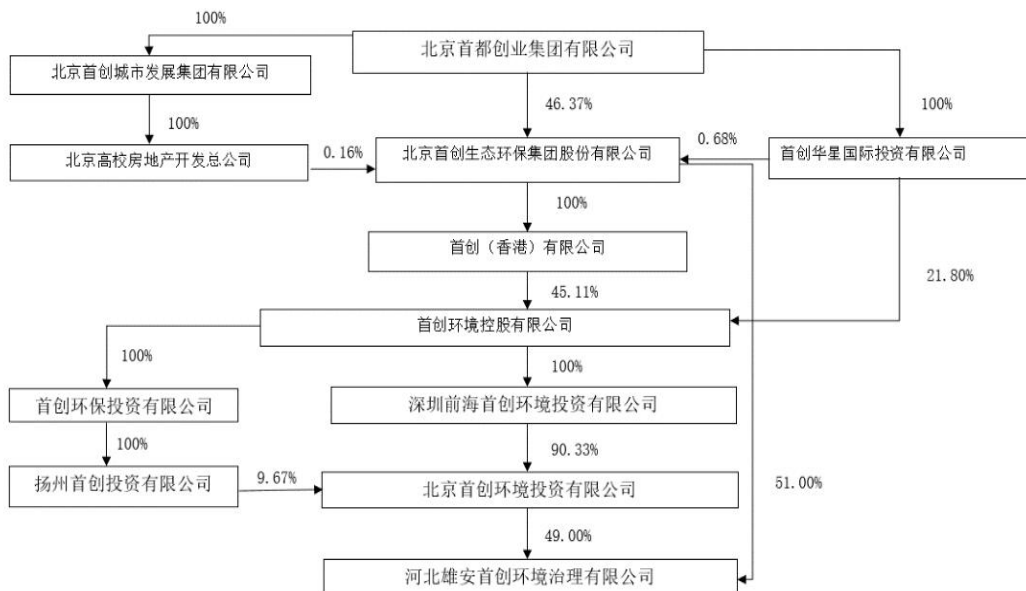 100%
北京首都创业集团有限公司
北京首创城市发展集团有限公司
46.37%
100%
100%
北京高校房地产开发总公司
0.16%
北京首创生态环保集团股份有限公司
0.68%
首创华星国际投资有限公司
100%
首创（香港）有限公司
21.80%
45.11%
首创环境控股有限公司
100%
100%
首创环保投资有限公司
深圳前海首创环境投资有限公司
100%
90.33%
扬州首创投资有限公司
9.67%
北京首创环境投资有限公司
51.00%
49.00%
河北雄安首创环境治理有限公司